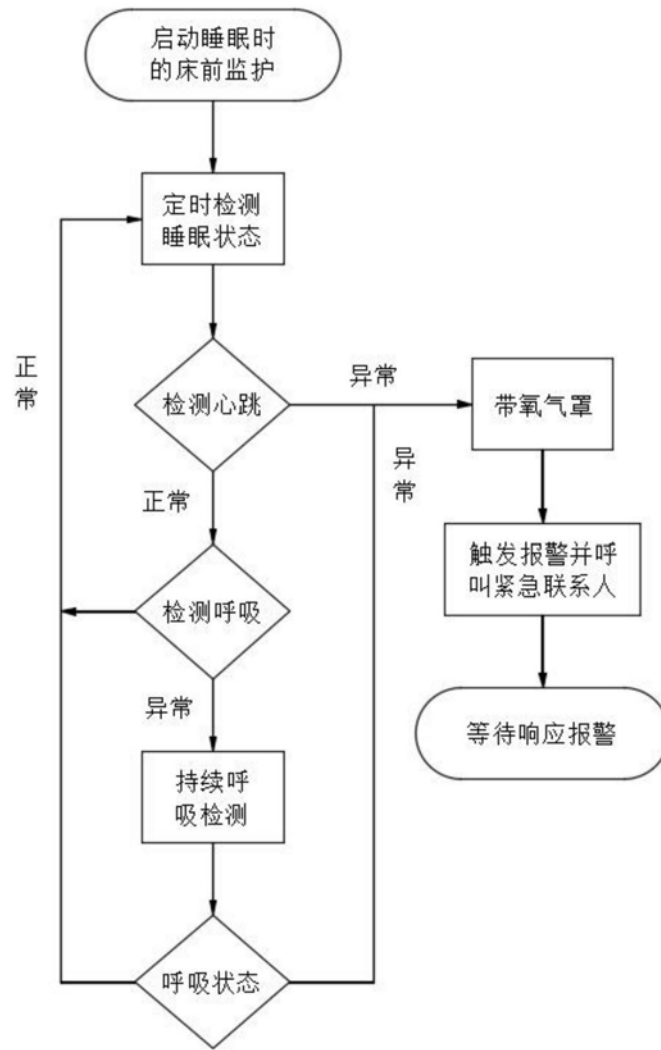 启动睡眠时
的床前监护
定时检测
睡眠状态
正
常
检测心跳
异常
带氧气罩
异
常
正常
触发报警并呼
叫紧急联系人
检测呼吸
异常
等待响应报警
持续呼
吸检测
呼吸状态